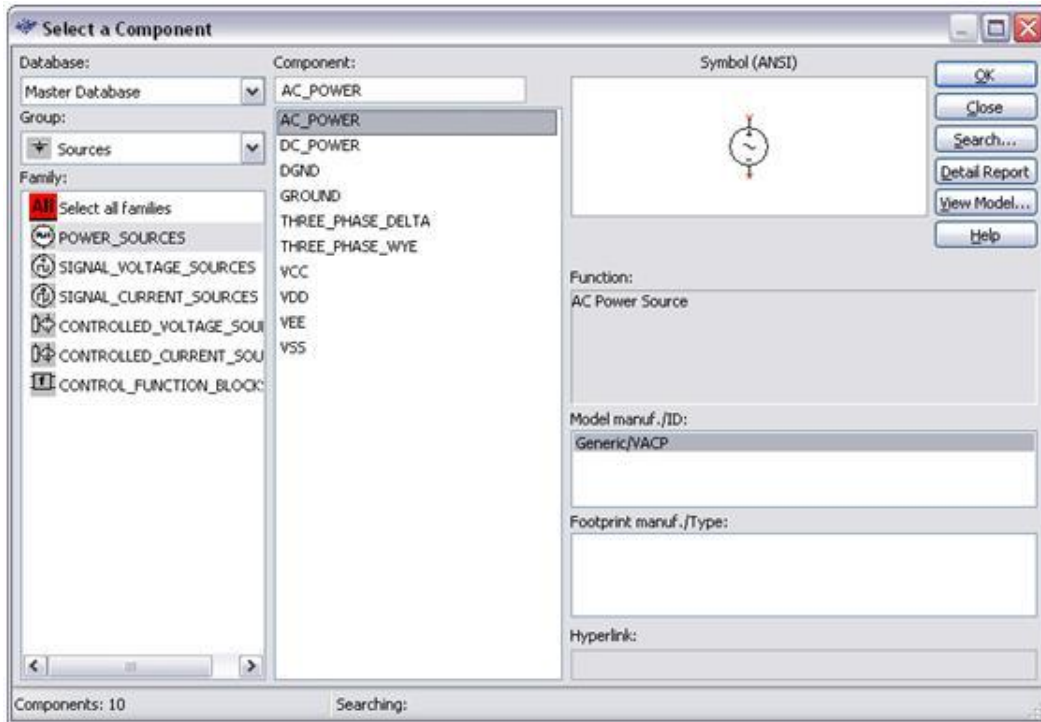 Select a Component
Database:
Master Database
Group:
Sources
Family:
All Select all families
POWER_SOURCES
SIGNAL_VOLTAGE_SOURCES
SIGNAL_CURRENT_SOURCES
CONTROLLED_VOLTAGE_SOU
CONTROLLED_CURRENT_SOU
CONTROL_FUNCTION_BLOCK
Component:
AC_POWER
AC_POWER
DC_POWER
DGND
GROUND
THREE_PHASE_DELTA
THREE_PHASE_WYE
VCC
VDD
VEE
VSS
Symbol (ANSI)
OK
Close
Search...
Detail Report
View Model...
Help
Function:
AC Power Source
Model manuf./ID:
Generic/VACP
Footprint manuf./Type:
Hyperlink:
Components: 10
Searching: